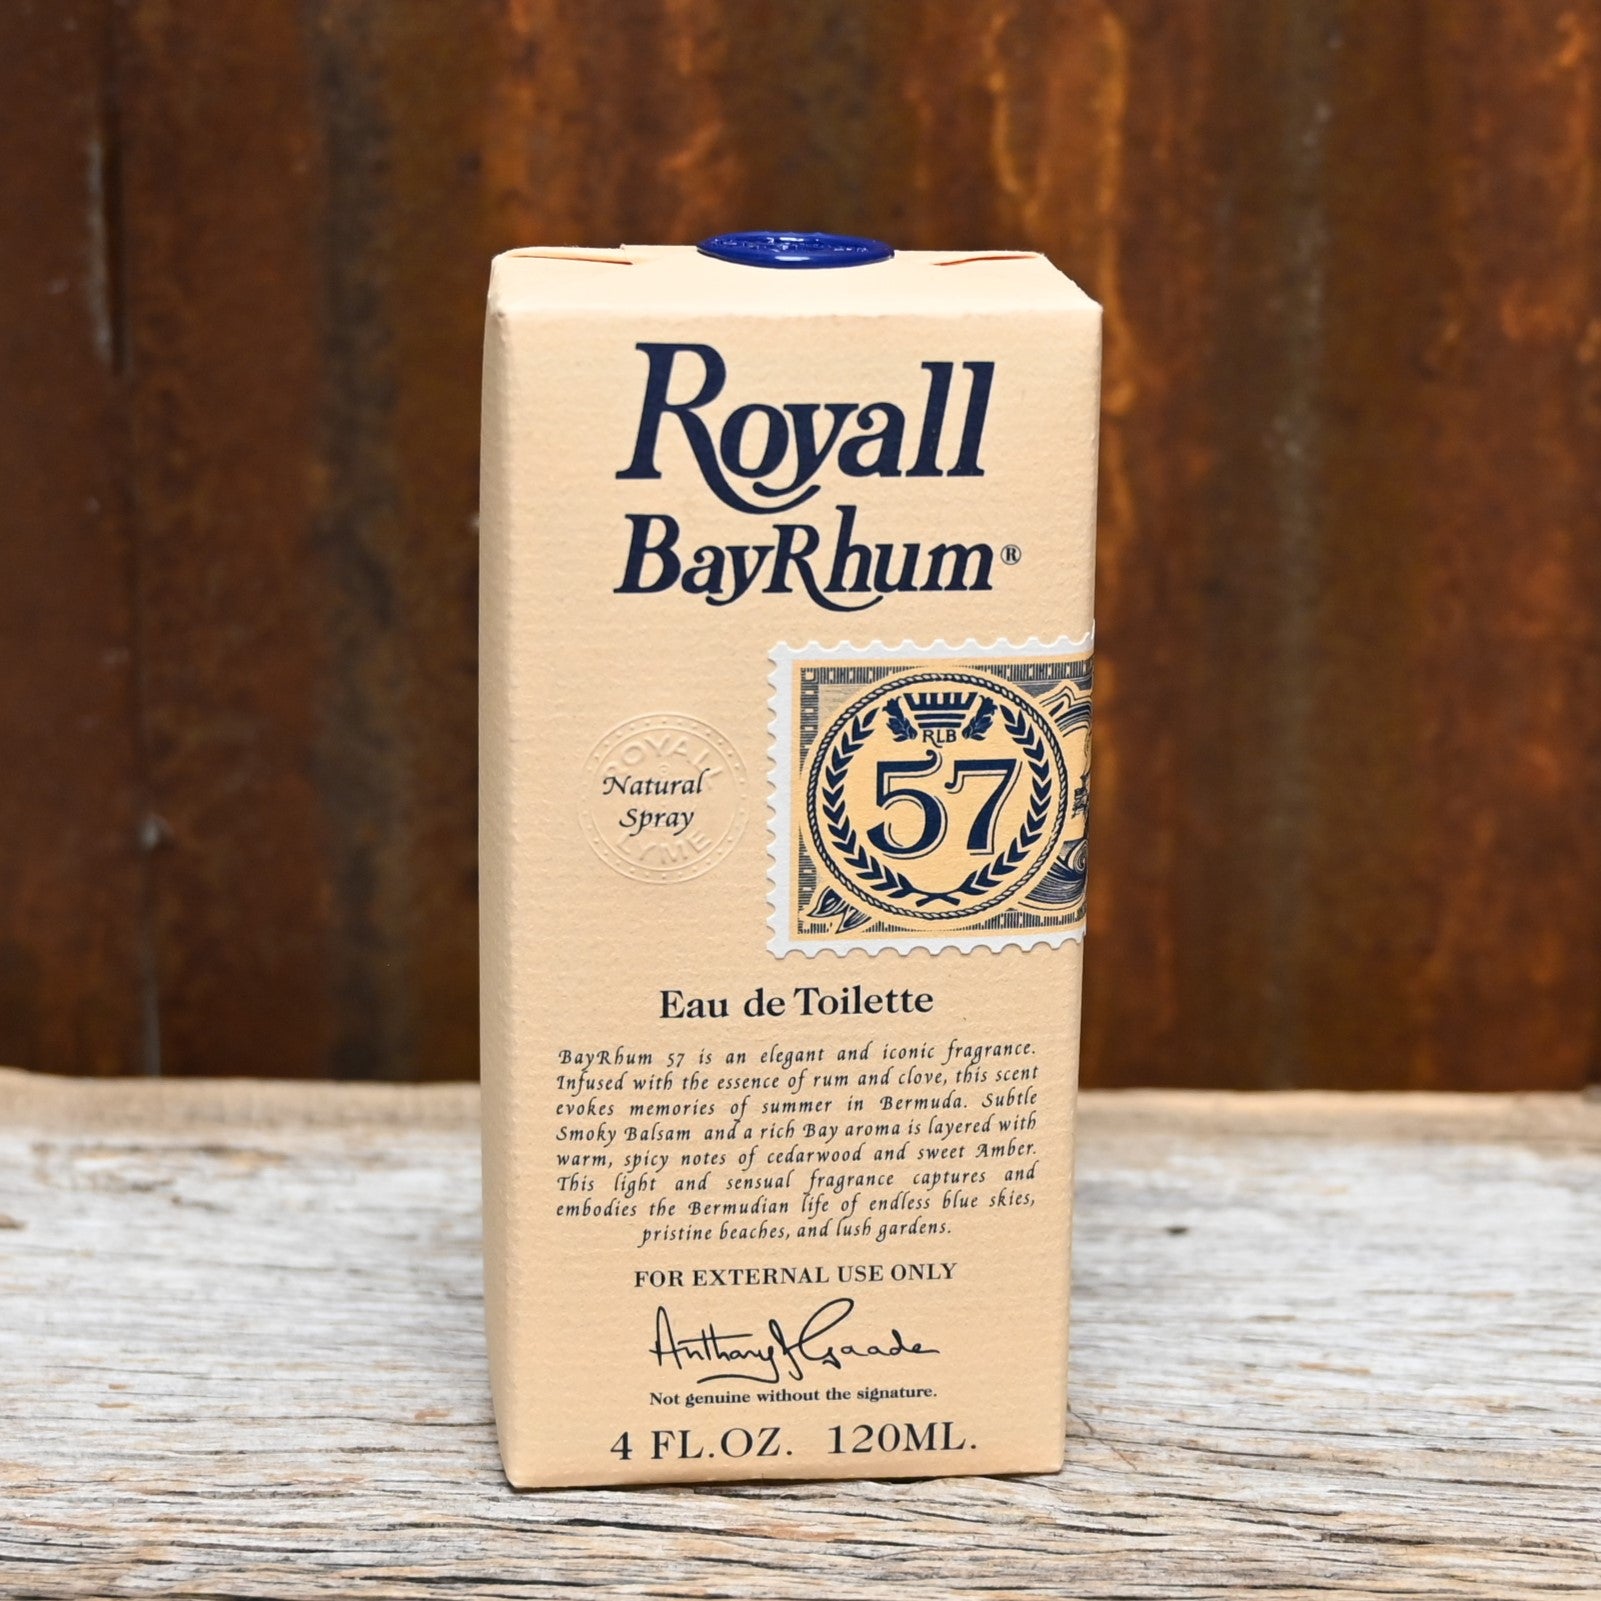 Royall
BayRhum®
RLB
57
ROYALL
Natural
Spray
LYME
Eau de Toilette
BayRhum 57 is an elegant and iconic fragrance.
Infused with the essence of rum and clove, this scent
evokes memories of summer in Bermuda. Subtle
Smoky Balsam and a rich Bay aroma is layered with
warm, spicy notes of cedarwood and sweet Amber.
This light and sensual fragrance captures and
embodies the Bermudian life of endless blue skies,
pristine beaches, and lush gardens.
FOR EXTERNAL USE ONLY
Anthony J Gaade
Not genuine without the signature.
4 FL.OZ. 120ML.